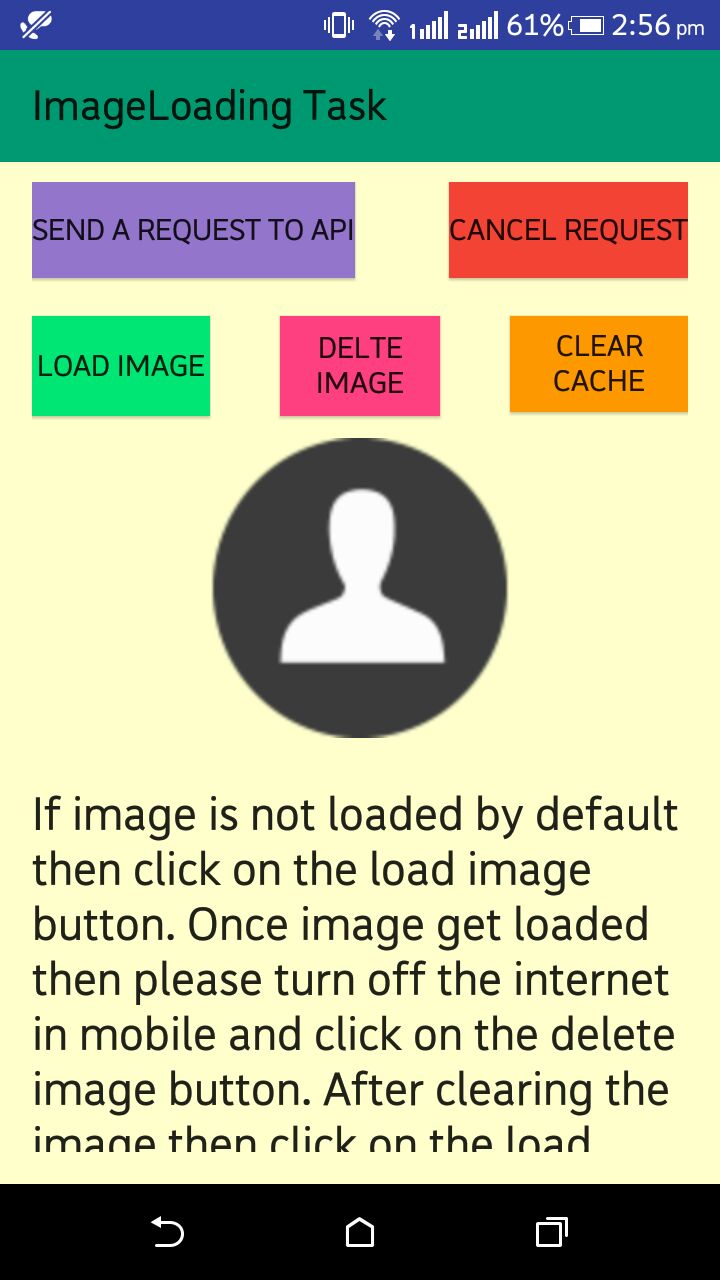 1 2 61% 2:56 pm
ImageLoading Task
SEND A REQUEST TO API
CANCEL REQUEST
LOAD IMAGE
DELTE
IMAGE
CLEAR
CACHE
If image is not loaded by default
then click on the load image
button. Once image get loaded
then please turn off the internet
in mobile and click on the delete
image button. After clearing the
image then click on the load